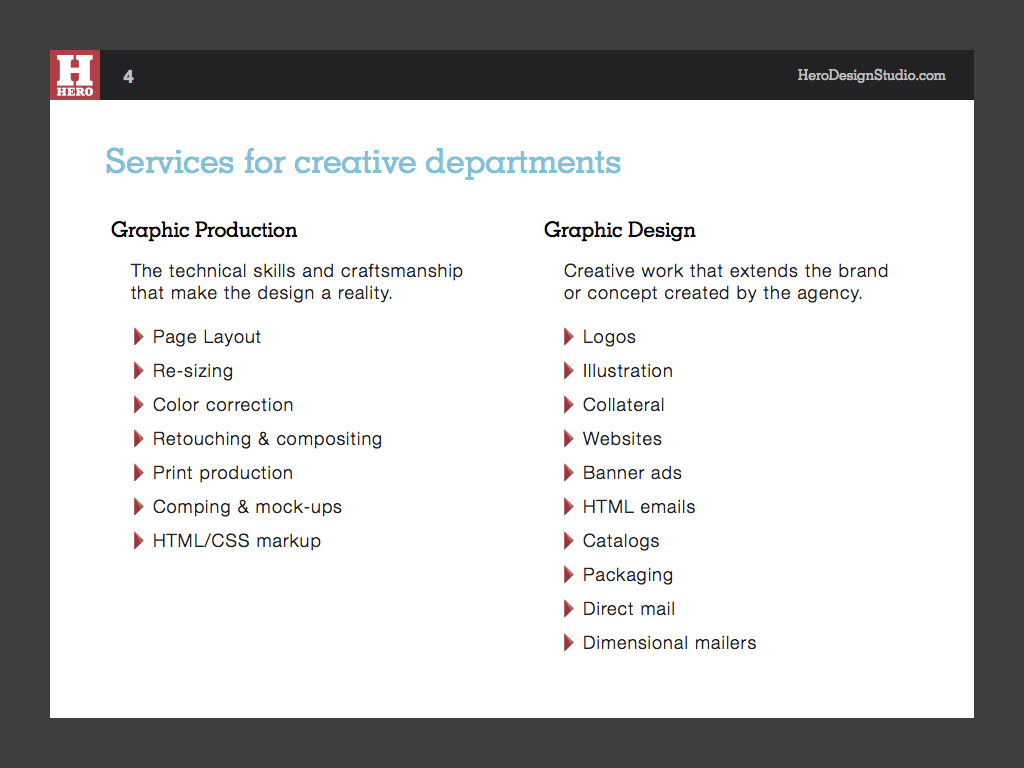 H
HERO
4
HeroDesignStudio.com
Services for creative departments
Graphic Production
The technical skills and craftsmanship
that make the design a reality.
Page Layout
Re-sizing
Color correction
Retouching & compositing
Print production
Comping & mock-ups
HTML/CSS markup
Graphic Design
Creative work that extends the brand
or concept created by the agency.
Logos
Illustration
Collateral
Websites
Banner ads
HTML emails
Catalogs
Packaging
Direct mail
Dimensional mailers